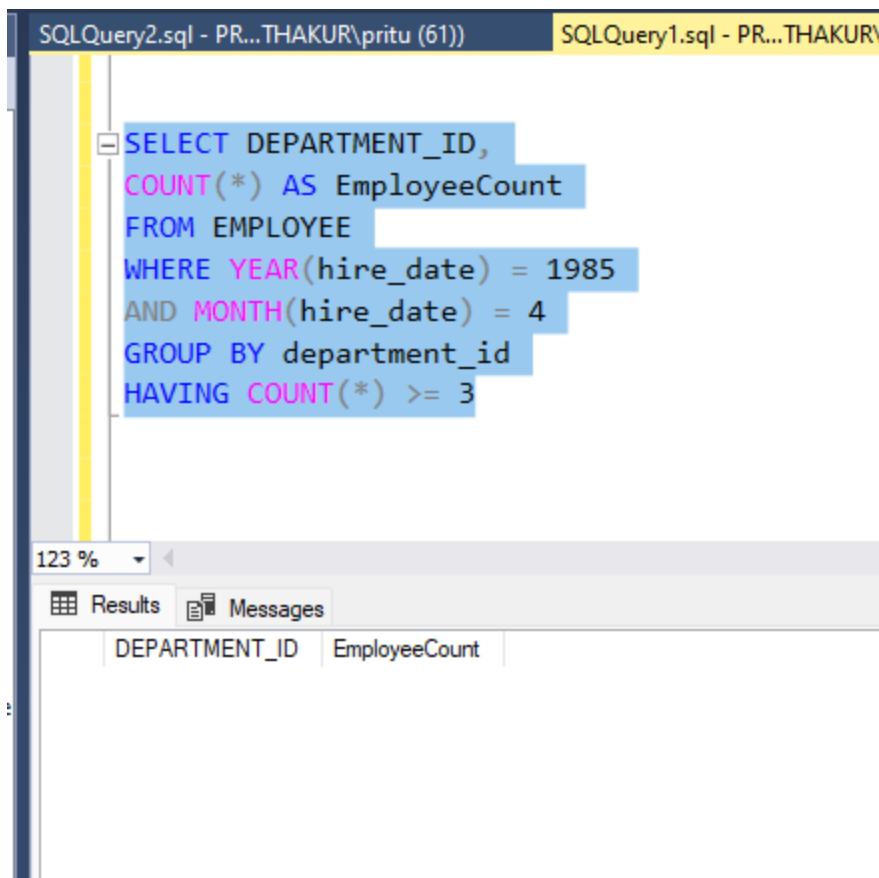 SQLQuery2.sql - PR...THAKUR\pritu (61))
SQLQuery1.sql - PR...THAKUR\
SELECT DEPARTMENT_ID,
COUNT(*) AS EmployeeCount
FROM EMPLOYEE
WHERE YEAR(hire_date) = 1985
AND MONTH(hire_date) = 4
GROUP BY department_id
HAVING COUNT(*) >= 3
123 %
Results
Messages
DEPARTMENT_ID EmployeeCount